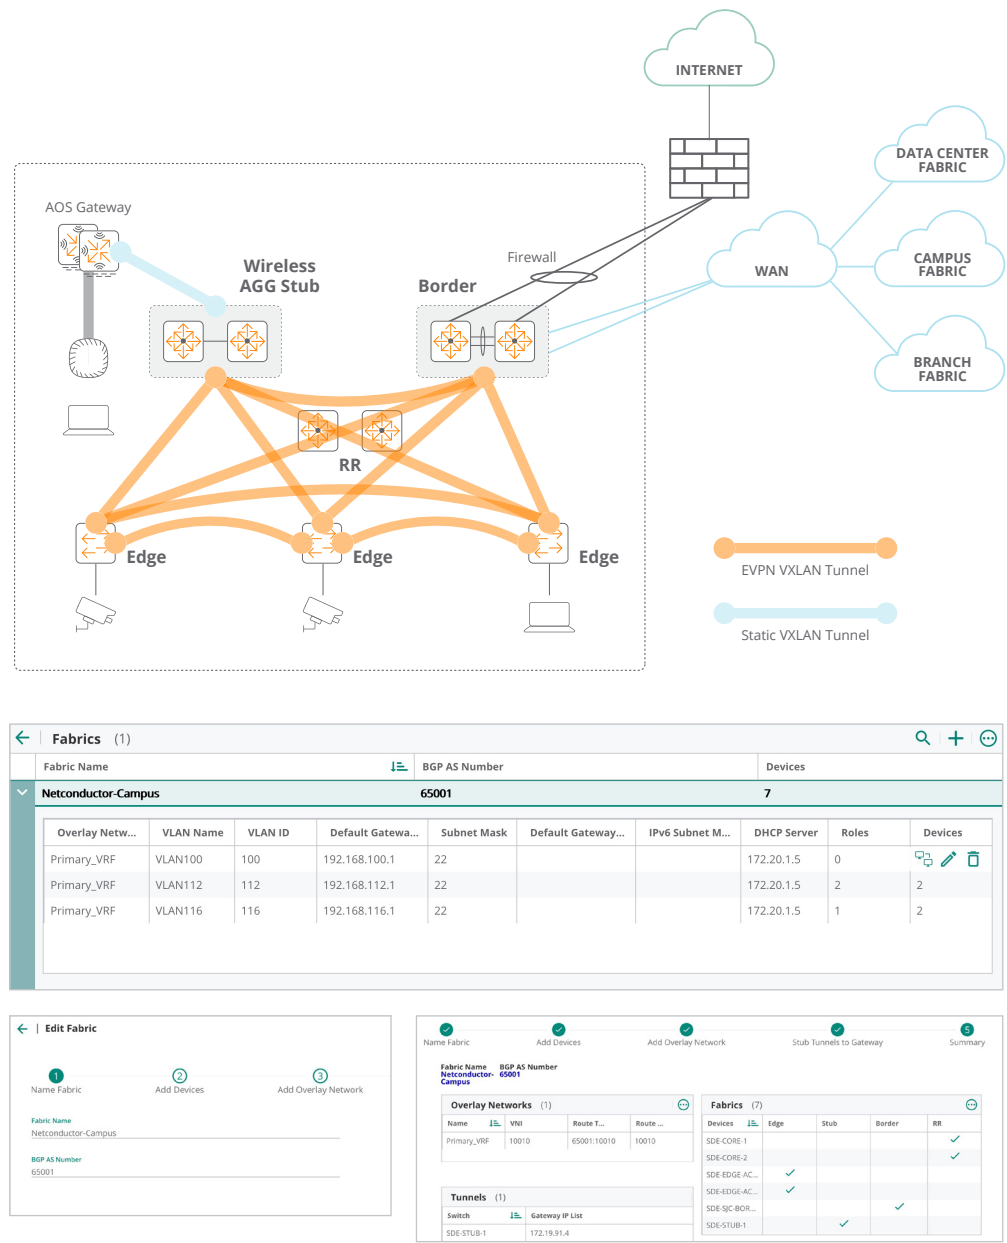 INTERNET
DATA CENTER
FABRIC
AOS Gateway
Firewall
Wireless
AGG Stub
Border
WAN
CAMPUS
FABRIC
BRANCH
FABRIC
RR
Edge
Edge
Edge
EVPN VXLAN Tunnel
Static VXLAN Tunnel
Fabrics (1)
Fabric Name BGP AS Number Devices
Netconductor-Campus 65001 7
Overlay Netw... VLAN Name VLAN ID Default Gatewa... Subnet Mask Default Gateway... IPv6 Subnet M... DHCP Server Roles Devices
Primary_VRF VLAN100 100 192.168.100.1 22 172.20.1.5 0
Primary_VRF VLAN112 112 192.168.112.1 22 172.20.1.5 2 2
Primary_VRF VLAN116 116 192.168.116.1 22 172.20.1.5 1 2
Edit Fabric
1 2 3
Name Fabric Add Devices Add Overlay Network
Fabric Name
Netconductor-Campus
BGP AS Number
65001
5
Name Fabric Add Devices Add Overlay Network Stub Tunnels to Gateway Summary
Fabric Name BGP AS Number
Netconductor- 65001
Campus
Overlay Networks (1)
Name VNI Route T... Route ...
Primary_VRF 10010 65001:10010 10010
Tunnels (1)
Switch Gateway IP List
SDE-STUB-1 172.19.91.4
Fabrics (7)
Devices Edge Stub Border RR
SDE-CORE-1
SDE-CORE-2
SDE-EDGE-AC...
SDE-EDGE-AC...
SDE-SJC-BOR...
SDE-STUB-1